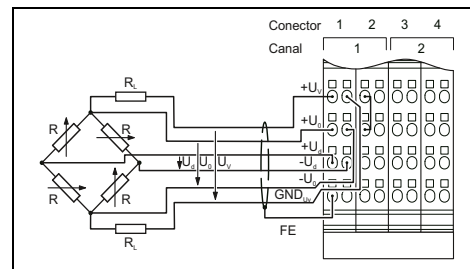 Conector 1 2 3 4
Canal 1 2
R_L
+U_V
+U_0
R R
+U_d
U_d U_0 U_V
-U_d
-U_0
R R
GND_Uv
FE
R_L